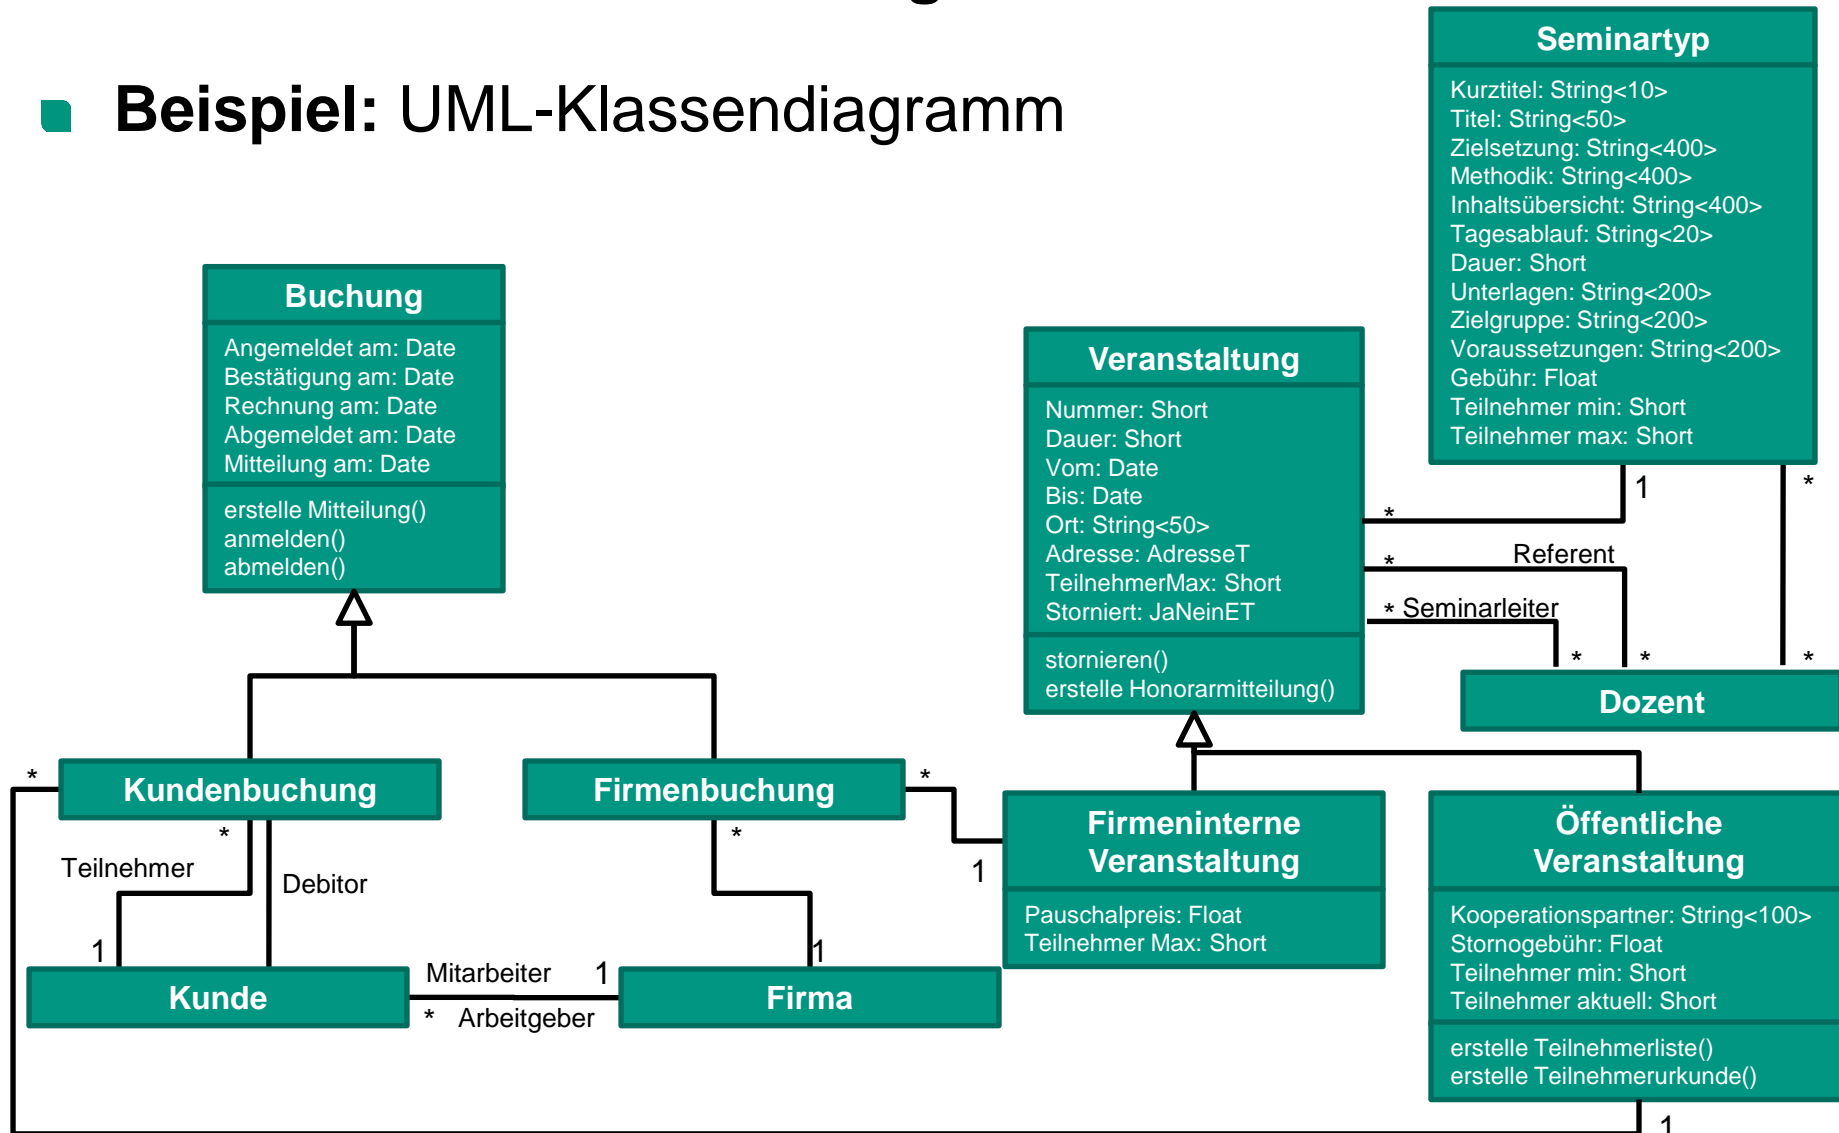 Beispiel: UML-Klassendiagramm
Seminartyp
Kurztitel: String<10>
Titel: String<50>
Zielsetzung: String<400>
Methodik: String<400>
Inhaltsübersicht: String<400>
Tagesablauf: String<20>
Dauer: Short
Unterlagen: String<200>
Zielgruppe: String<200>
Voraussetzungen: String<200>
Gebühr: Float
Teilnehmer min: Short
Teilnehmer max: Short
1
*
Buchung
Angemeldet am: Date
Bestätigung am: Date
Rechnung am: Date
Abgemeldet am: Date
Mitteilung am: Date
erstelle Mitteilung()
anmelden()
abmelden()
Veranstaltung
Nummer: Short
Dauer: Short
Vom: Date
Bis: Date
Ort: String<50>
Adresse: AdresseT
TeilnehmerMax: Short
Storniert: JaNeinET
stornieren()
erstelle Honorarmitteilung()
*
* Referent
* Seminarleiter
* * *
Dozent
* Kundenbuchung
*
Firmenbuchung *
*
1
Teilnehmer
Debitor
1
1
Kunde
Mitarbeiter 1
* Arbeitgeber
Firma
Firmeninterne
Veranstaltung
Pauschalpreis: Float
Teilnehmer Max: Short
Öffentliche
Veranstaltung
Kooperationspartner: String<100>
Stornogebühr: Float
Teilnehmer min: Short
Teilnehmer aktuell: Short
erstelle Teilnehmerliste()
erstelle Teilnehmerurkunde()
1